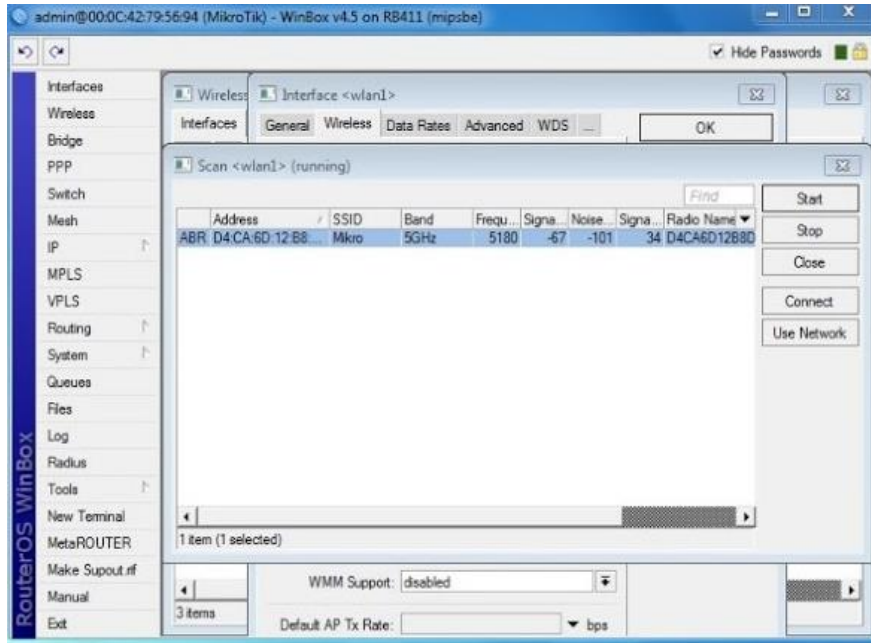 admin@00:0C:42:79:56:94 (MikroTik) - WinBox v4.5 on RB411 (mipsbe)
Hide Passwords
Interfaces
Wireless
Bridge
PPP
Switch
Mesh
IP
MPLS
VPLS
Routing
System
Queues
Files
Log
Radius
Tools
New Terminal
MetaROUTER
Make Supout.rif
Manual
Exit
RouterOS WinBox
Wireless
Interfaces
Interface <wlan1>
General Wireless Data Rates Advanced WDS ...
OK
Scan <wlan1> (running)
Find
Address / SSID Band Frequ... Signa... Noise... Signa... Radio Name
ABR D4:CA:6D:12:B8:... Mikro 5GHz 5180 -67 -101 34 D4CA6D12B8D
1 item (1 selected)
Start
Stop
Close
Connect
Use Network
WMM Support: disabled
Default AP Tx Rate: bps
3 items